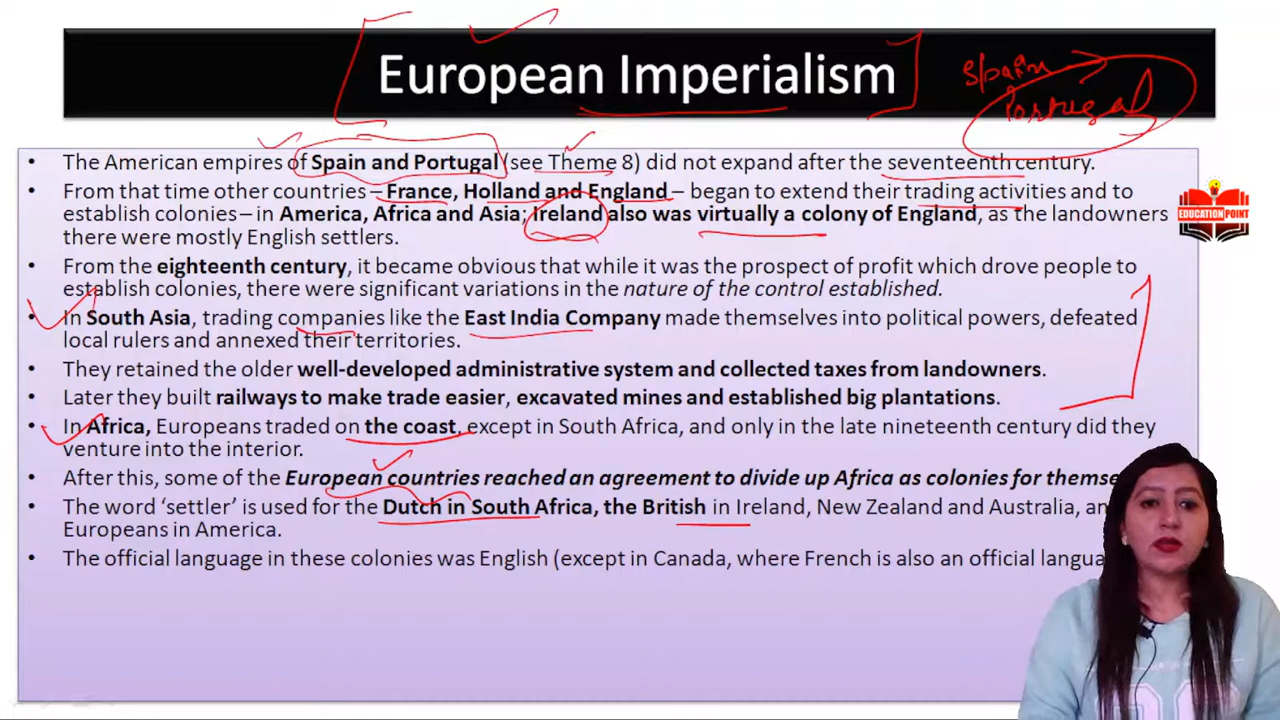 European Imperialism
Spain
Portugal
• The American empires of Spain and Portugal (see Theme 8) did not expand after the seventeenth century.
• From that time other countries – France, Holland and England – began to extend their trading activities and to
establish colonies – in America, Africa and Asia; Ireland also was virtually a colony of England, as the landowners
there were mostly English settlers.
EDUCATION POINT
• From the eighteenth century, it became obvious that while it was the prospect of profit which drove people to
establish colonies, there were significant variations in the nature of the control established.
• In South Asia, trading companies like the East India Company made themselves into political powers, defeated
local rulers and annexed their territories.
• They retained the older well-developed administrative system and collected taxes from landowners.
• Later they built railways to make trade easier, excavated mines and established big plantations.
• In Africa, Europeans traded on the coast, except in South Africa, and only in the late nineteenth century did they
venture into the interior.
• After this, some of the European countries reached an agreement to divide up Africa as colonies for
• The word ‘settler’ is used for the Dutch in South Africa, the British in Ireland, New Zealand and Australia,
Europeans in America.
• The official language in these colonies was English (except in Canada, where French is also an official